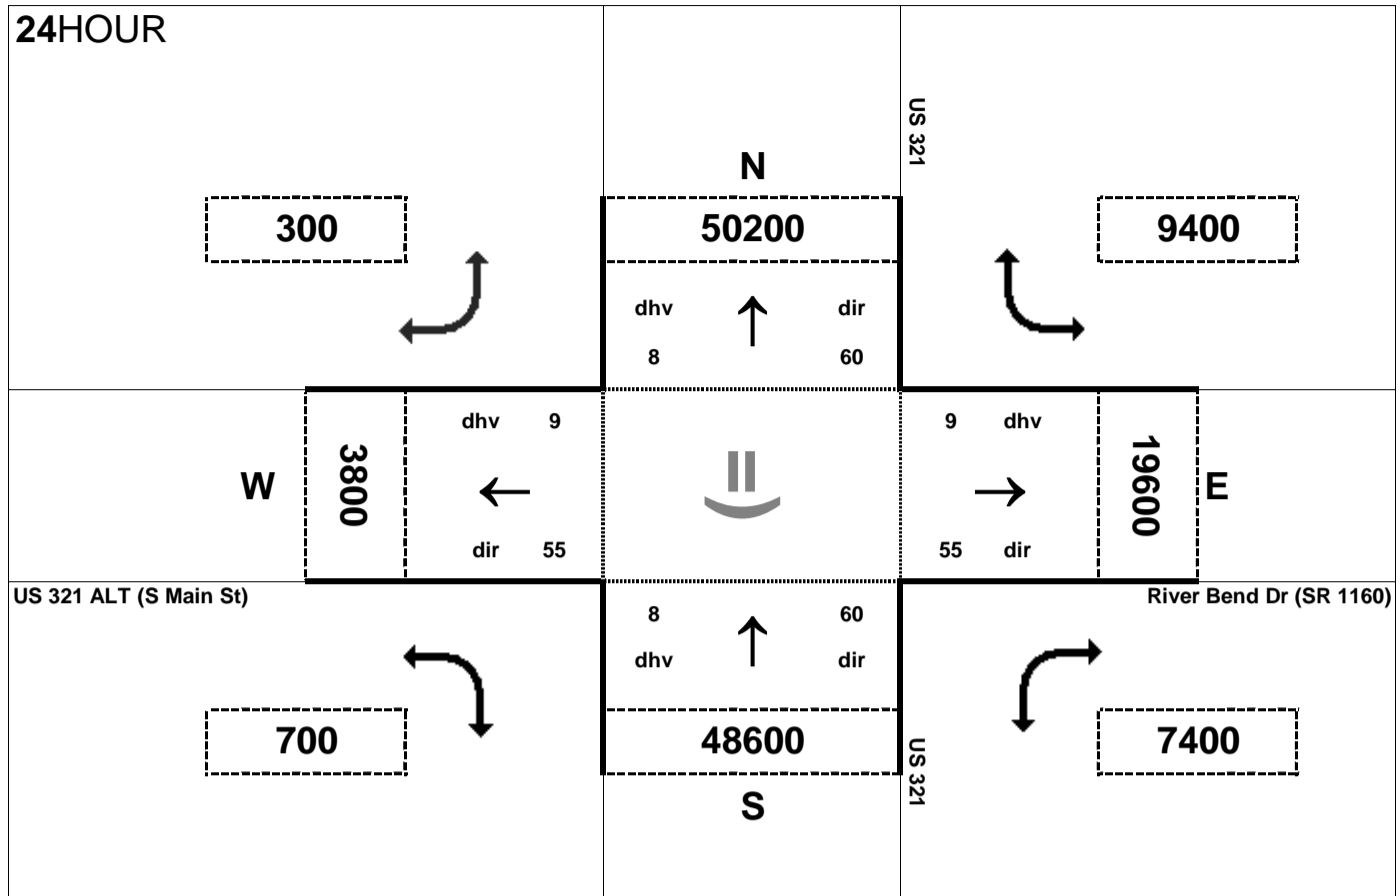 24HOUR
US 321
N
300
50200
9400
dhv
dir
8
60
dhv 9
9 dhv
W
3800
19600
E
dir 55
55 dir
US 321 ALT (S Main St)
River Bend Dr (SR 1160)
8
60
dhv
dir
700
48600
7400
US 321
S